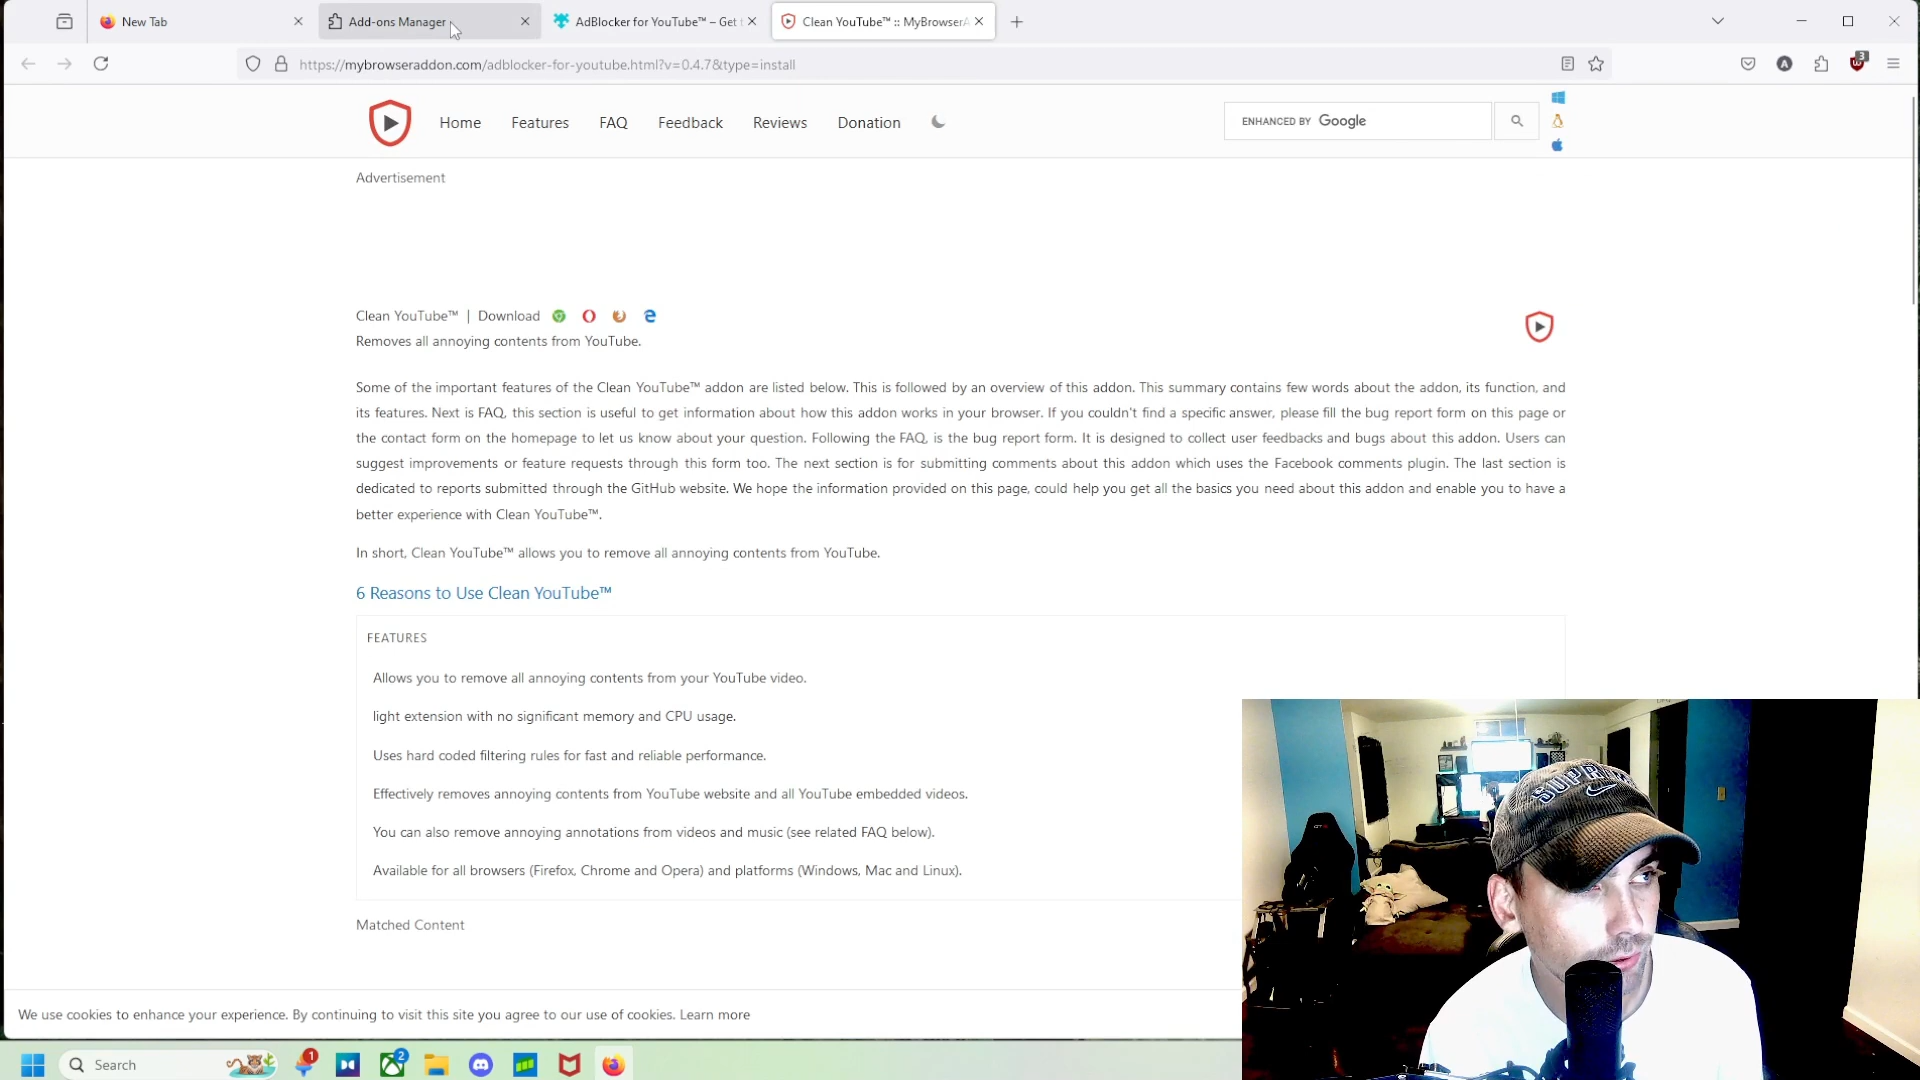 New Tab
Add-ons Manager
AdBlocker for YouTube™ – Get
Clean YouTube™ :: MyBrowserA
https://mybrowseraddon.com/adblocker-for-youtube.html?v=0.4.7&type=install
A
3
Home
Features
FAQ
Feedback
Reviews
Donation
ENHANCED BY Google
Advertisement
Clean YouTube™ | Download
Removes all annoying contents from YouTube.
Some of the important features of the Clean YouTube™ addon are listed below. This is followed by an overview of this addon. This summary contains few words about the addon, its function, and
its features. Next is FAQ, this section is useful to get information about how this addon works in your browser. If you couldn't find a specific answer, please fill the bug report form on this page or
the contact form on the homepage to let us know about your question. Following the FAQ, is the bug report form. It is designed to collect user feedbacks and bugs about this addon. Users can
suggest improvements or feature requests through this form too. The next section is for submitting comments about this addon which uses the Facebook comments plugin. The last section is
dedicated to reports submitted through the GitHub website. We hope the information provided on this page, could help you get all the basics you need about this addon and enable you to have a
better experience with Clean YouTube™.
In short, Clean YouTube™ allows you to remove all annoying contents from YouTube.
6 Reasons to Use Clean YouTube™
FEATURES
Allows you to remove all annoying contents from your YouTube video.
light extension with no significant memory and CPU usage.
Uses hard coded filtering rules for fast and reliable performance.
Effectively removes annoying contents from YouTube website and all YouTube embedded videos.
You can also remove annoying annotations from videos and music (see related FAQ below).
Available for all browsers (Firefox, Chrome and Opera) and platforms (Windows, Mac and Linux).
Matched Content
We use cookies to enhance your experience. By continuing to visit this site you agree to our use of cookies. Learn more
Search
1
2